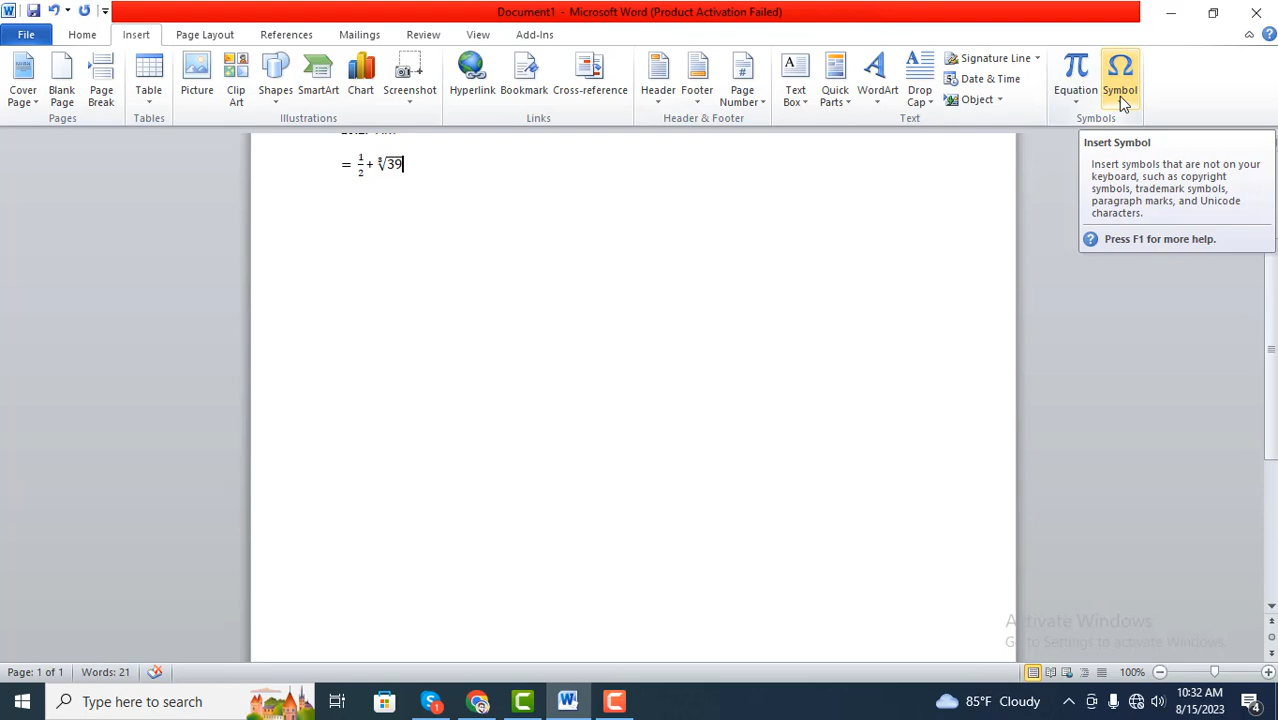 Document1 - Microsoft Word (Product Activation Failed)
File Home Insert Page Layout References Mailings Review View Add-Ins
Cover Page
Blank Page
Page Break
Table
Picture
Clip Art
Shapes
SmartArt
Chart
Screenshot
Hyperlink
Bookmark
Cross-reference
Header
Footer
Page Number
Text Box
Quick Parts
WordArt
Drop Cap
Signature Line
Date & Time
Object
Equation
Symbol
Pages
Tables
Illustrations
Links
Header & Footer
Text
Symbols
= 1/2 + ∛39
Insert Symbol
Insert symbols that are not on your
keyboard, such as copyright
symbols, trademark symbols,
paragraph marks, and Unicode
characters.
Press F1 for more help.
Activate Windows
Go to Settings to activate Windows.
Page: 1 of 1 Words: 21
100%
Type here to search
85°F Cloudy
10:32 AM
8/15/2023
4